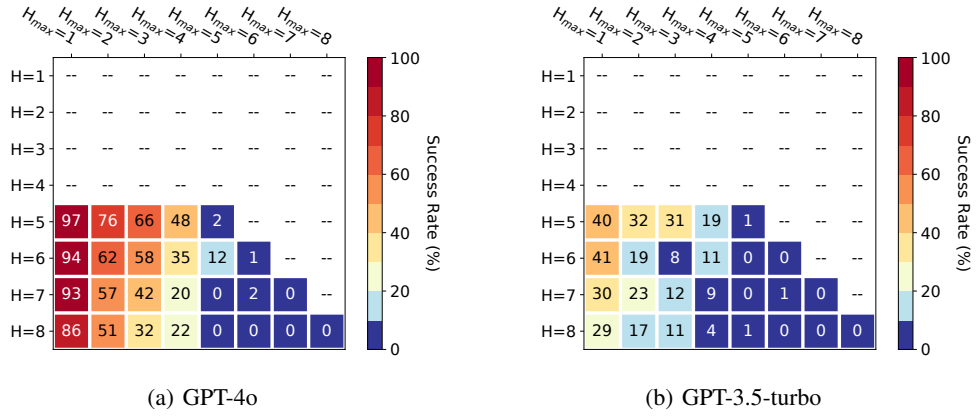 H_max=1 H_max=2 H_max=3 H_max=4 H_max=5 H_max=6 H_max=7 H_max=8
H=1 -- -- -- -- -- -- -- --
H=2 -- -- -- -- -- -- -- --
H=3 -- -- -- -- -- -- -- --
H=4 -- -- -- -- -- -- -- --
H=5 97 76 66 48 2 -- -- --
H=6 94 62 58 35 12 1 -- --
H=7 93 57 42 20 0 2 0 --
H=8 86 51 32 22 0 0 0 0
100
80
60
40
20
0
Success Rate (%)
(a) GPT-4o
H_max=1 H_max=2 H_max=3 H_max=4 H_max=5 H_max=6 H_max=7 H_max=8
H=1 -- -- -- -- -- -- -- --
H=2 -- -- -- -- -- -- -- --
H=3 -- -- -- -- -- -- -- --
H=4 -- -- -- -- -- -- -- --
H=5 40 32 31 19 1 -- -- --
H=6 41 19 8 11 0 0 -- --
H=7 30 23 12 9 0 1 0 --
H=8 29 17 11 4 1 0 0 0
100
80
60
40
20
0
Success Rate (%)
(b) GPT-3.5-turbo